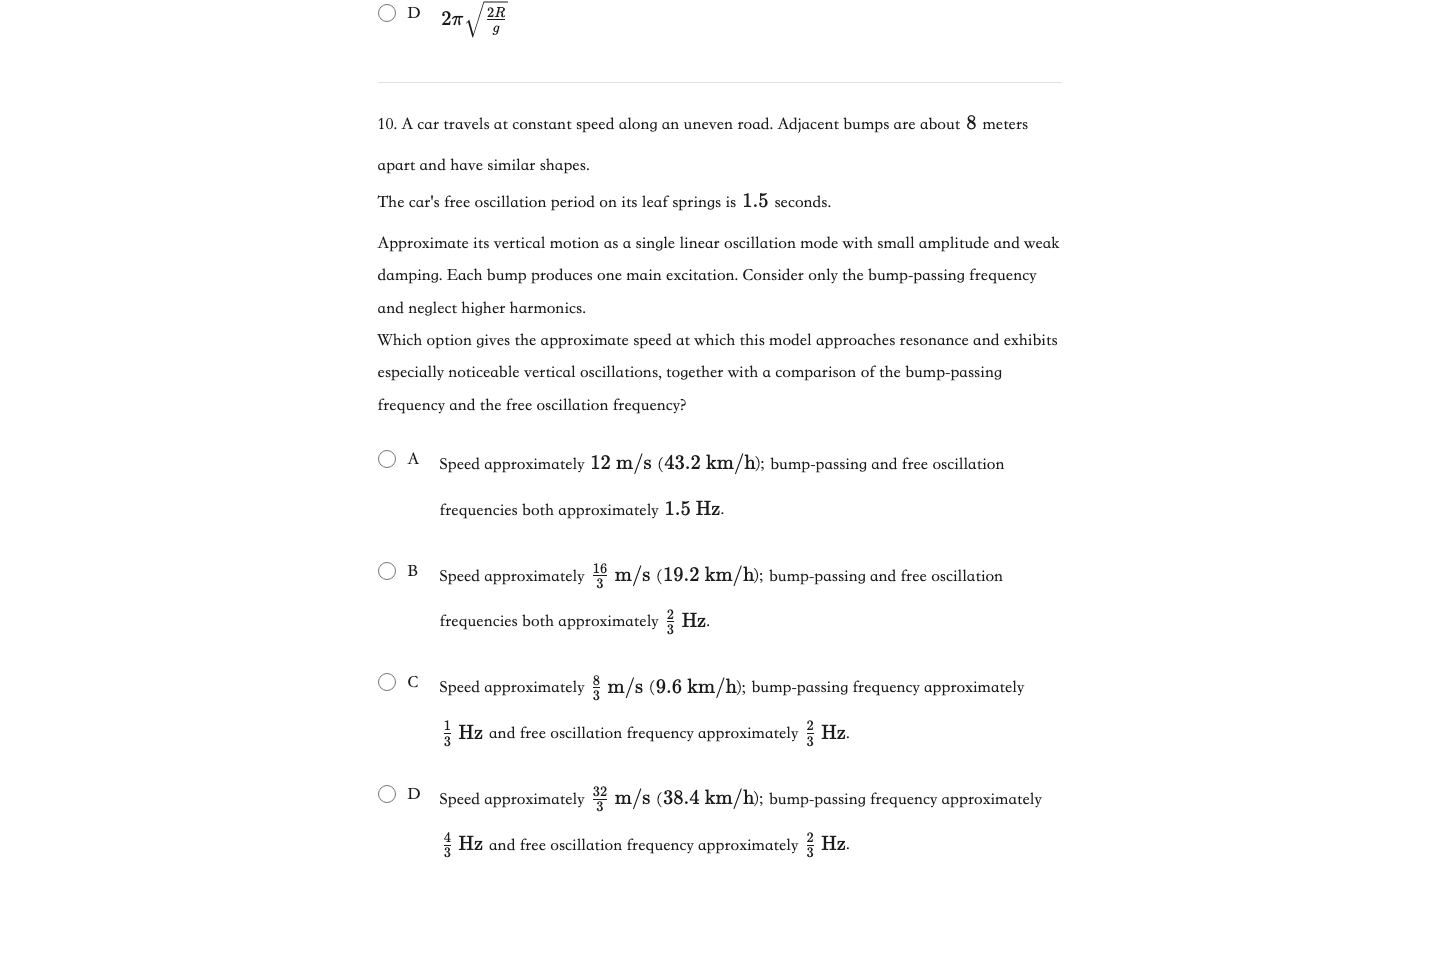 D 2π√(2R/g)
10. A car travels at constant speed along an uneven road. Adjacent bumps are about 8 meters
apart and have similar shapes.
The car's free oscillation period on its leaf springs is 1.5 seconds.
Approximate its vertical motion as a single linear oscillation mode with small amplitude and weak
damping. Each bump produces one main excitation. Consider only the bump-passing frequency
and neglect higher harmonics.
Which option gives the approximate speed at which this model approaches resonance and exhibits
especially noticeable vertical oscillations, together with a comparison of the bump-passing
frequency and the free oscillation frequency?
A Speed approximately 12 m/s (43.2 km/h); bump-passing and free oscillation
frequencies both approximately 1.5 Hz.
B Speed approximately 16/3 m/s (19.2 km/h); bump-passing and free oscillation
frequencies both approximately 2/3 Hz.
C Speed approximately 8/3 m/s (9.6 km/h); bump-passing frequency approximately
1/3 Hz and free oscillation frequency approximately 2/3 Hz.
D Speed approximately 32/3 m/s (38.4 km/h); bump-passing frequency approximately
4/3 Hz and free oscillation frequency approximately 2/3 Hz.